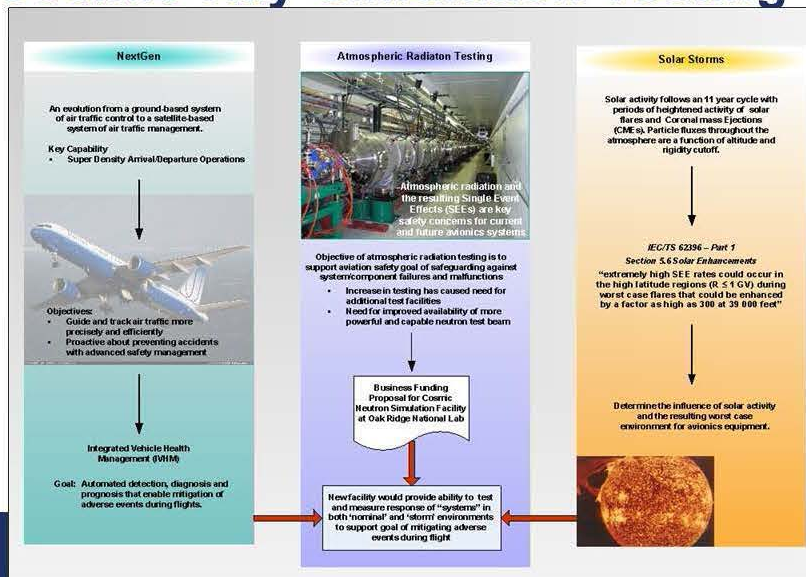 NextGen
An evolution from a ground-based system
of air traffic control to a satellite-based
system of air traffic management.
Key Capability
• Super Density Arrival/Departure Operations
Objectives:
• Guide and track air traffic more
precisely and efficiently
• Proactive about preventing accidents
with advanced safety management
Integrated Vehicle Health
Management (IVHM)
Goal: Automated detection, diagnosis and
prognosis that enable mitigation of
adverse events during flights.
Atmospheric Radiaton Testing
Atmospheric radiation and
the resulting Single Event
Effects (SEEs) are key
safety concerns for current
and future avionics systems
Objective of atmospheric radiation testing is to
support aviation safety goal of safeguarding against
system/component failures and malfunctions
• Increase in testing has caused need for
additional test facilities
• Need for improved availability of more
powerful and capable neutron test beam
Business Funding
Proposal for Cosmic
Neutron Simulation Facility
at Oak Ridge National Lab
New facility would provide ability to test
and measure response of "systems" in
both 'nominal' and 'storm' environments
to support goal of mitigating adverse
events during flight
Solar Storms
Solar activity follows an 11 year cycle with
periods of heightened activity of solar
flares and Coronal mass Ejections
(CMEs). Particle fluxes throughout the
atmosphere are a function of altitude and
rigidity cutoff.
IEC/TS 62396 – Part 1
Section 5.6 Solar Enhancements
"extremely high SEE rates could occur in
the high latitude regions (R ≤ 1 GV) during
worst case flares that could be enhanced
by a factor as high as 300 at 39 000 feet"
Determine the influence of solar activity
and the resulting worst case
environment for avionics equipment.